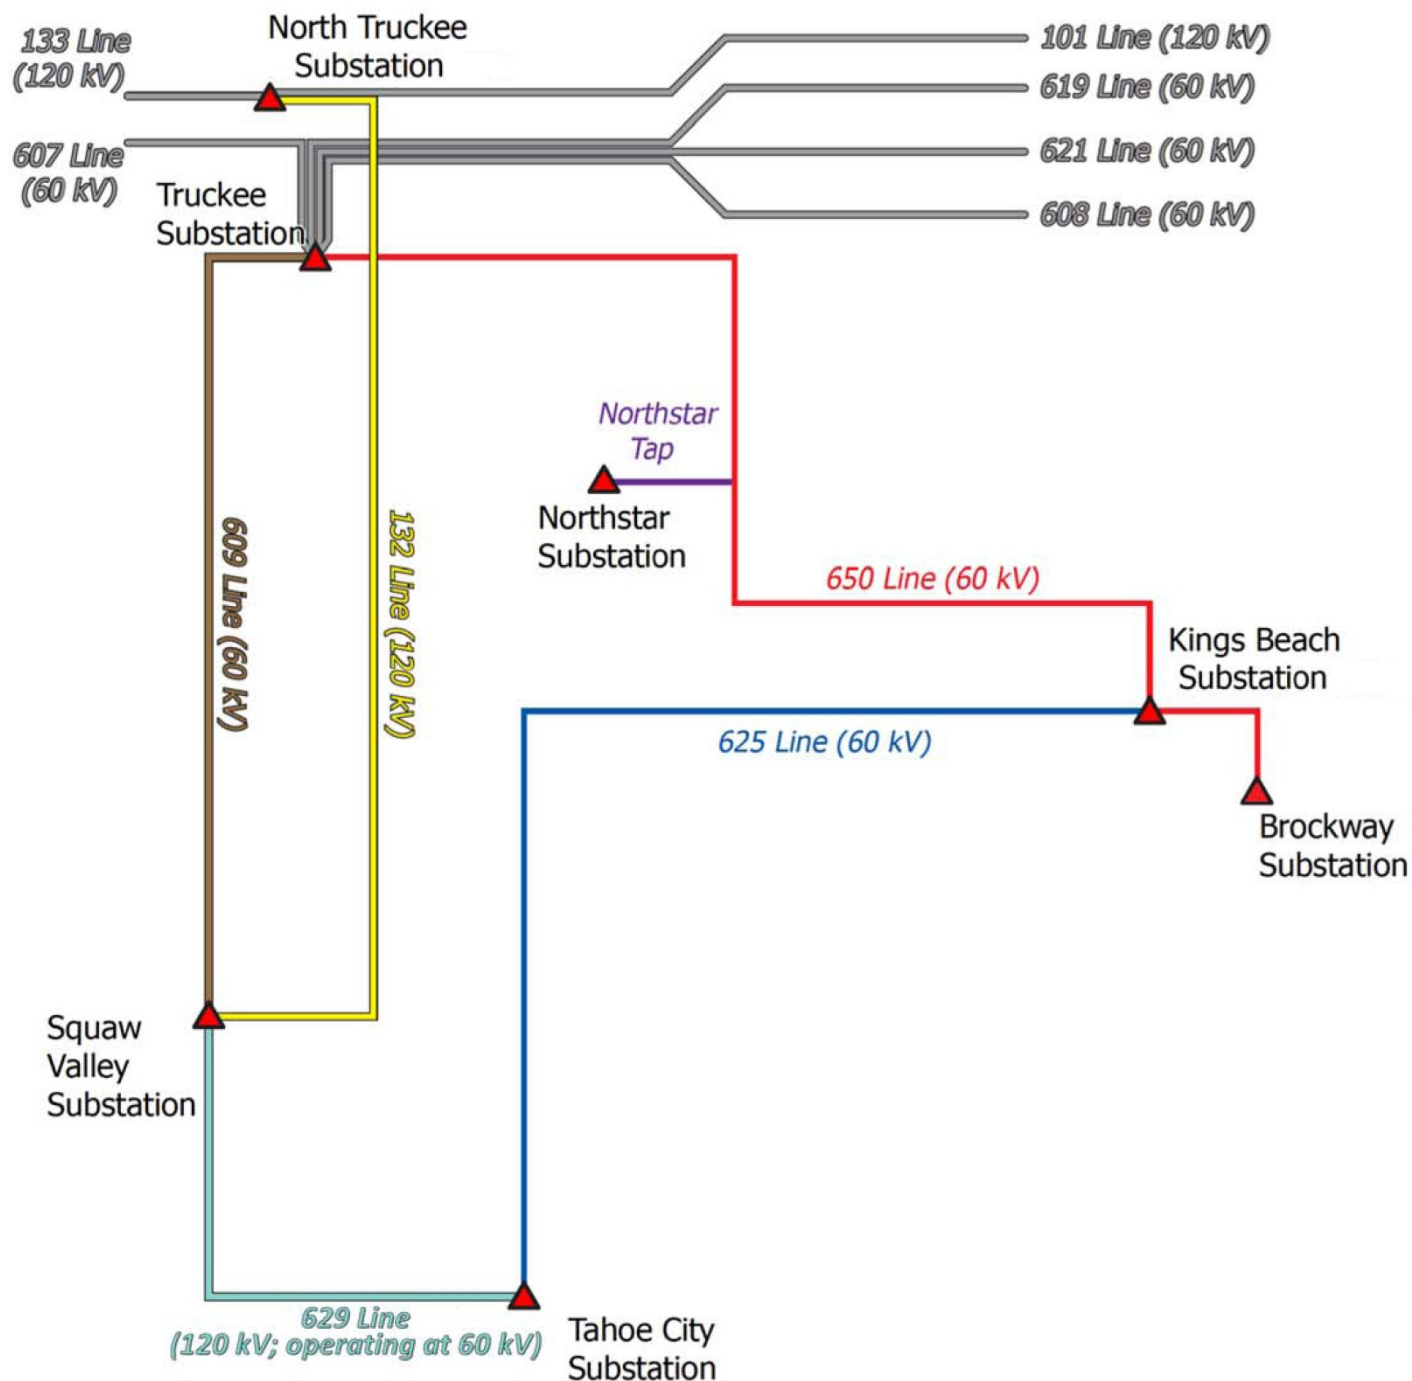 North Truckee
Substation
133 Line
(120 kV)
101 Line (120 kV)
619 Line (60 kV)
607 Line
(60 kV)
621 Line (60 kV)
Truckee
Substation
608 Line (60 kV)
Northstar
Tap
Northstar
Substation
609 Line (60 kV)
132 Line (120 kV)
650 Line (60 kV)
Kings Beach
Substation
625 Line (60 kV)
Brockway
Substation
Squaw
Valley
Substation
629 Line
(120 kV; operating at 60 kV)
Tahoe City
Substation